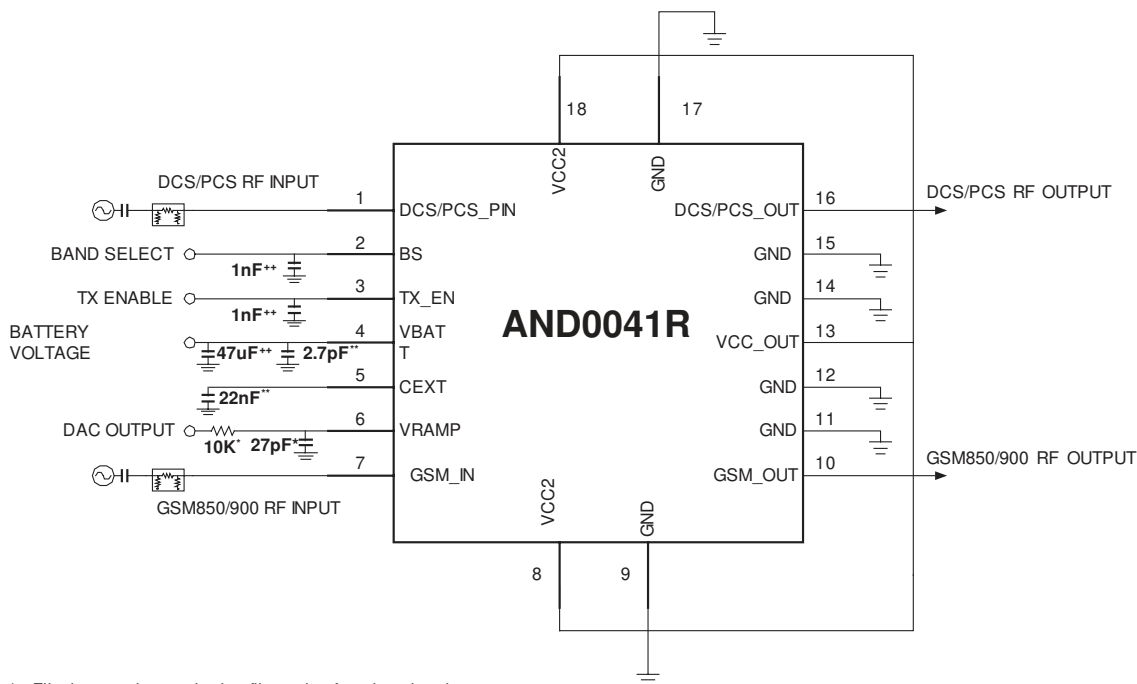 18
17
VCC2
GND
DCS/PCS RF INPUT
1
DCS/PCS_PIN
DCS/PCS_OUT
16
DCS/PCS RF OUTPUT
BAND SELECT
2
BS
1nF++
GND
15
TX ENABLE
3
TX_EN
1nF++
GND
14
AND0041R
BATTERY
VOLTAGE
4
VBAT
T
47uF++
2.7pF**
VCC_OUT
13
5
CEXT
22nF**
GND
12
DAC OUTPUT
6
VRAMP
10K*
27pF*
GND
11
7
GSM_IN
GSM_OUT
10
GSM850/900 RF OUTPUT
GSM850/900 RF INPUT
VCC2
GND
8
9